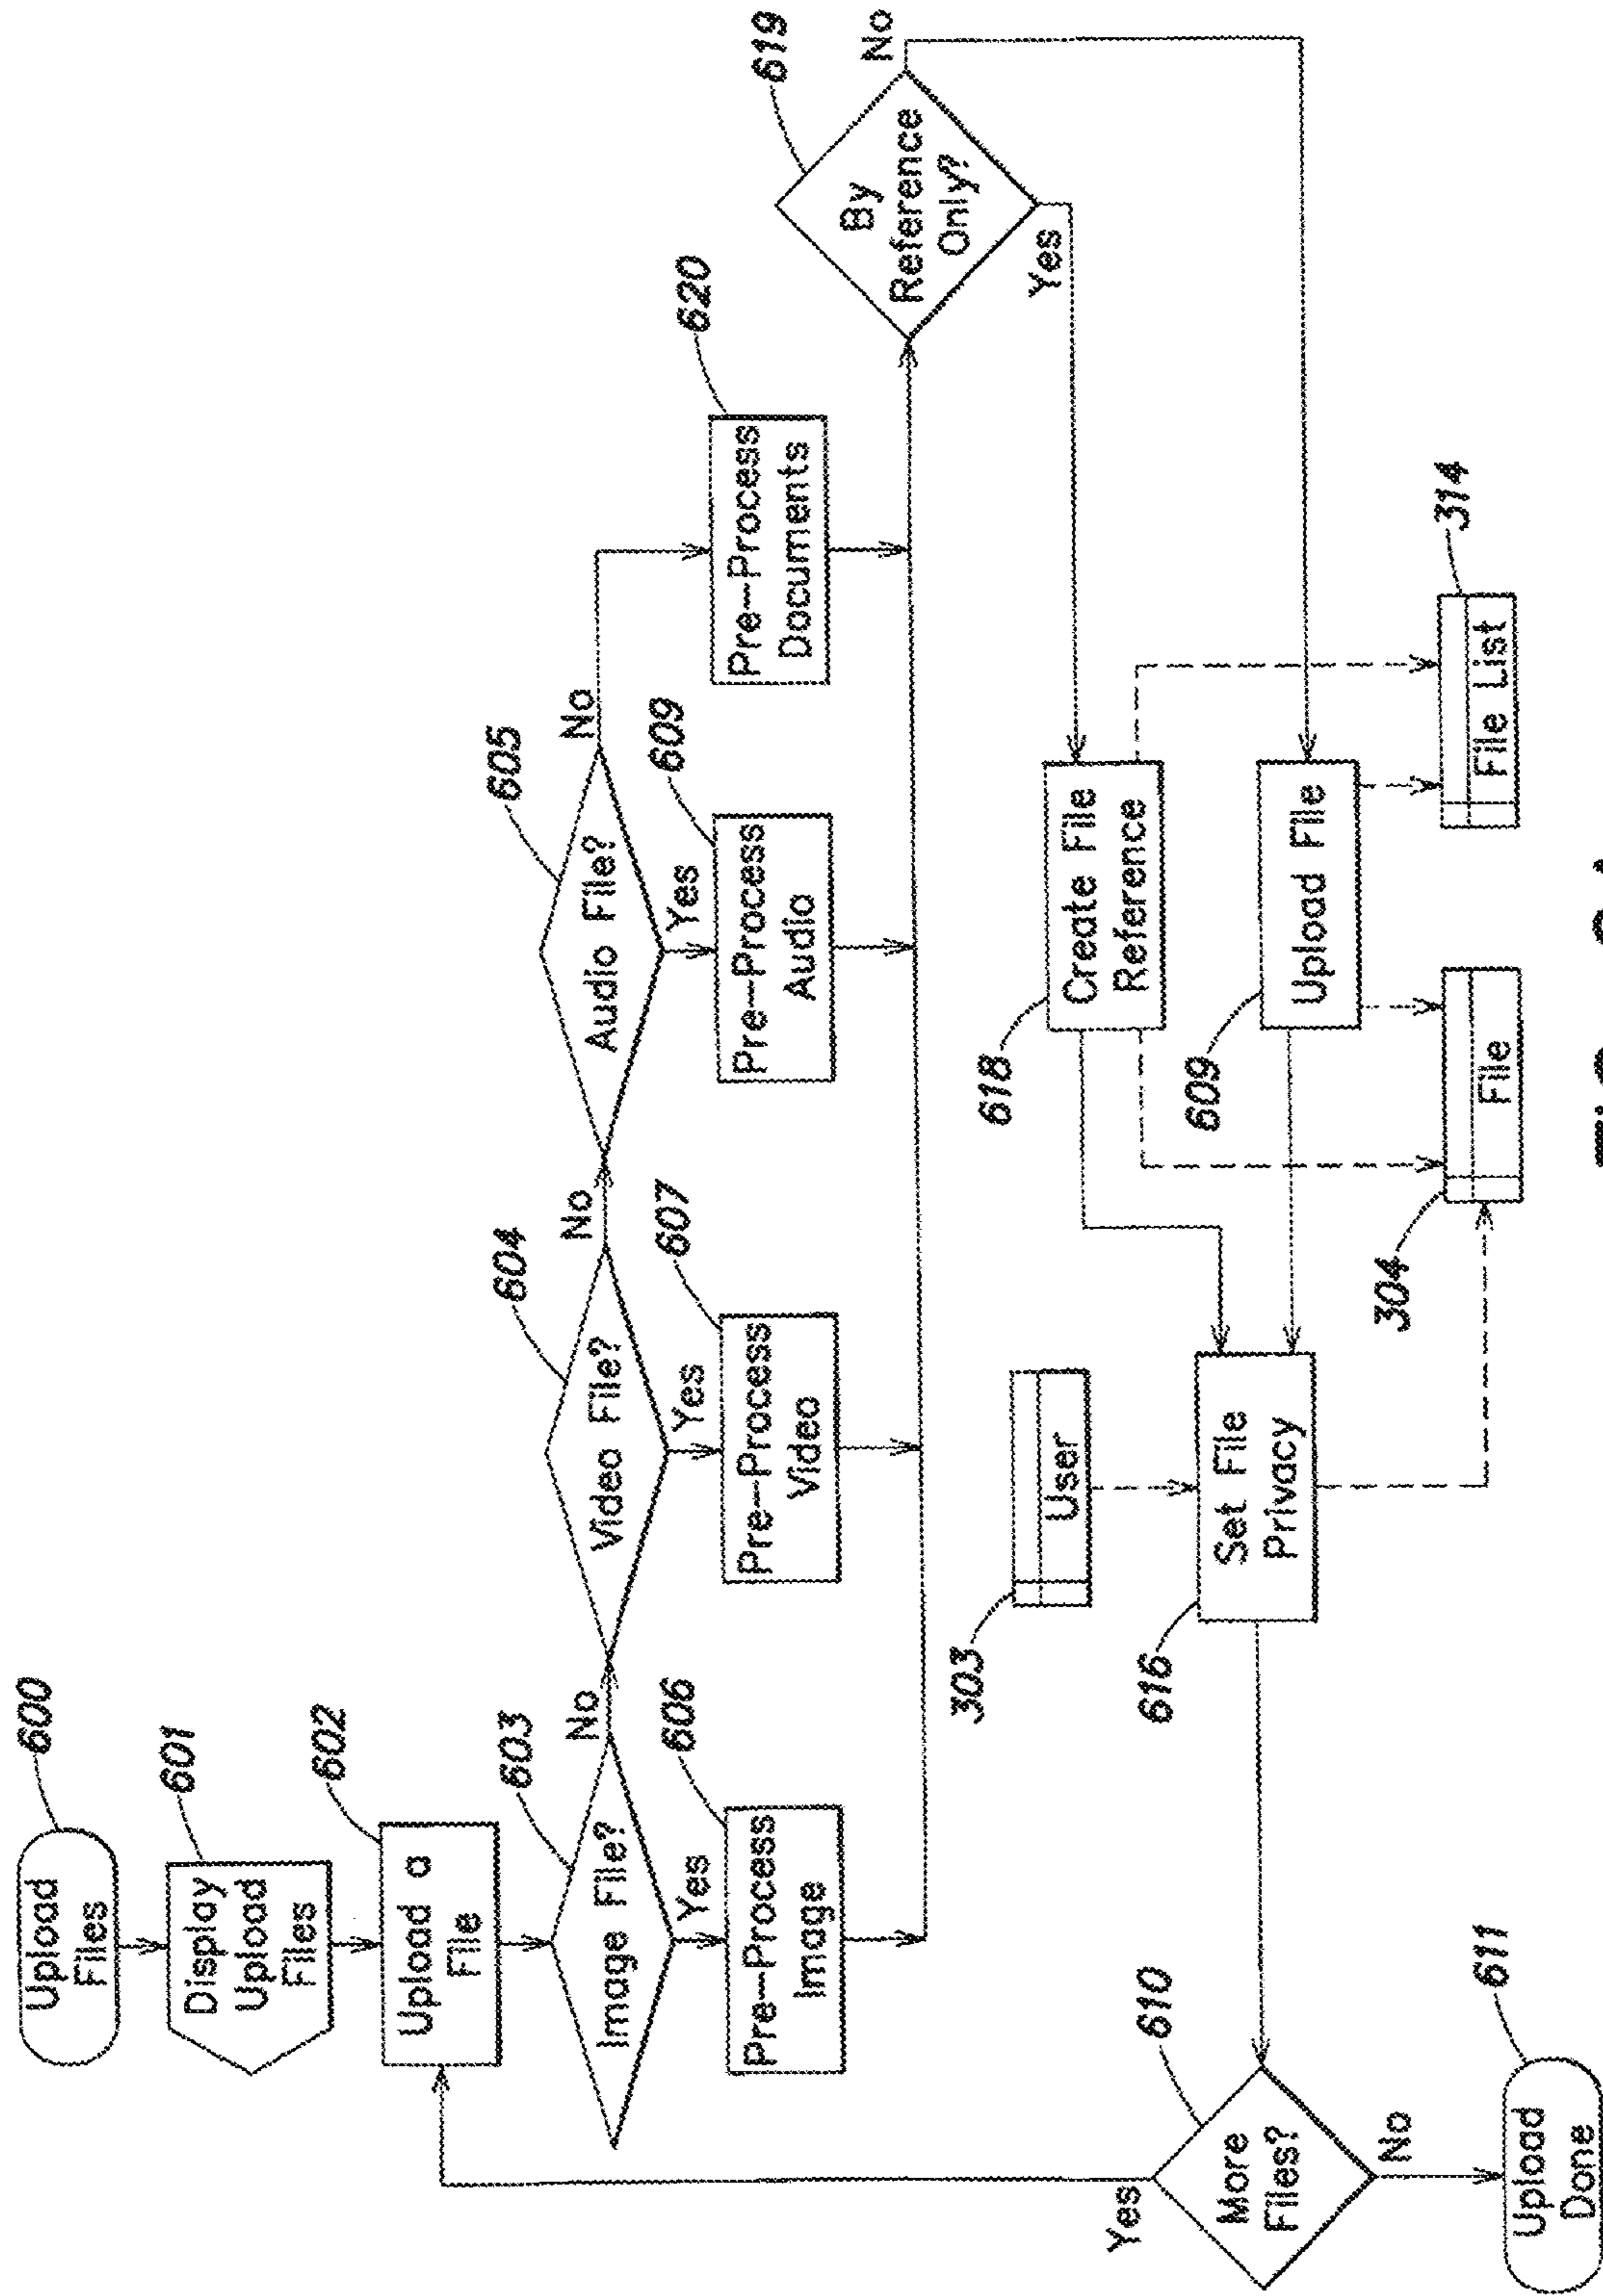 600
Upload
Files
601
Display
Upload
Files
602
Upload a
File
603
Image File?
No
Yes
604
Video File?
No
Yes
605
Audio File?
No
Yes
606
Pre-Process
Image
607
Pre-Process
Video
609
Pre-Process
Audio
620
Pre-Process
Documents
619
By
Reference
Only?
No
Yes
303
User
618
Create File
Reference
616
Set File
Privacy
609
Upload File
610
More
Files?
Yes
No
304
File
314
File List
611
Upload
Done